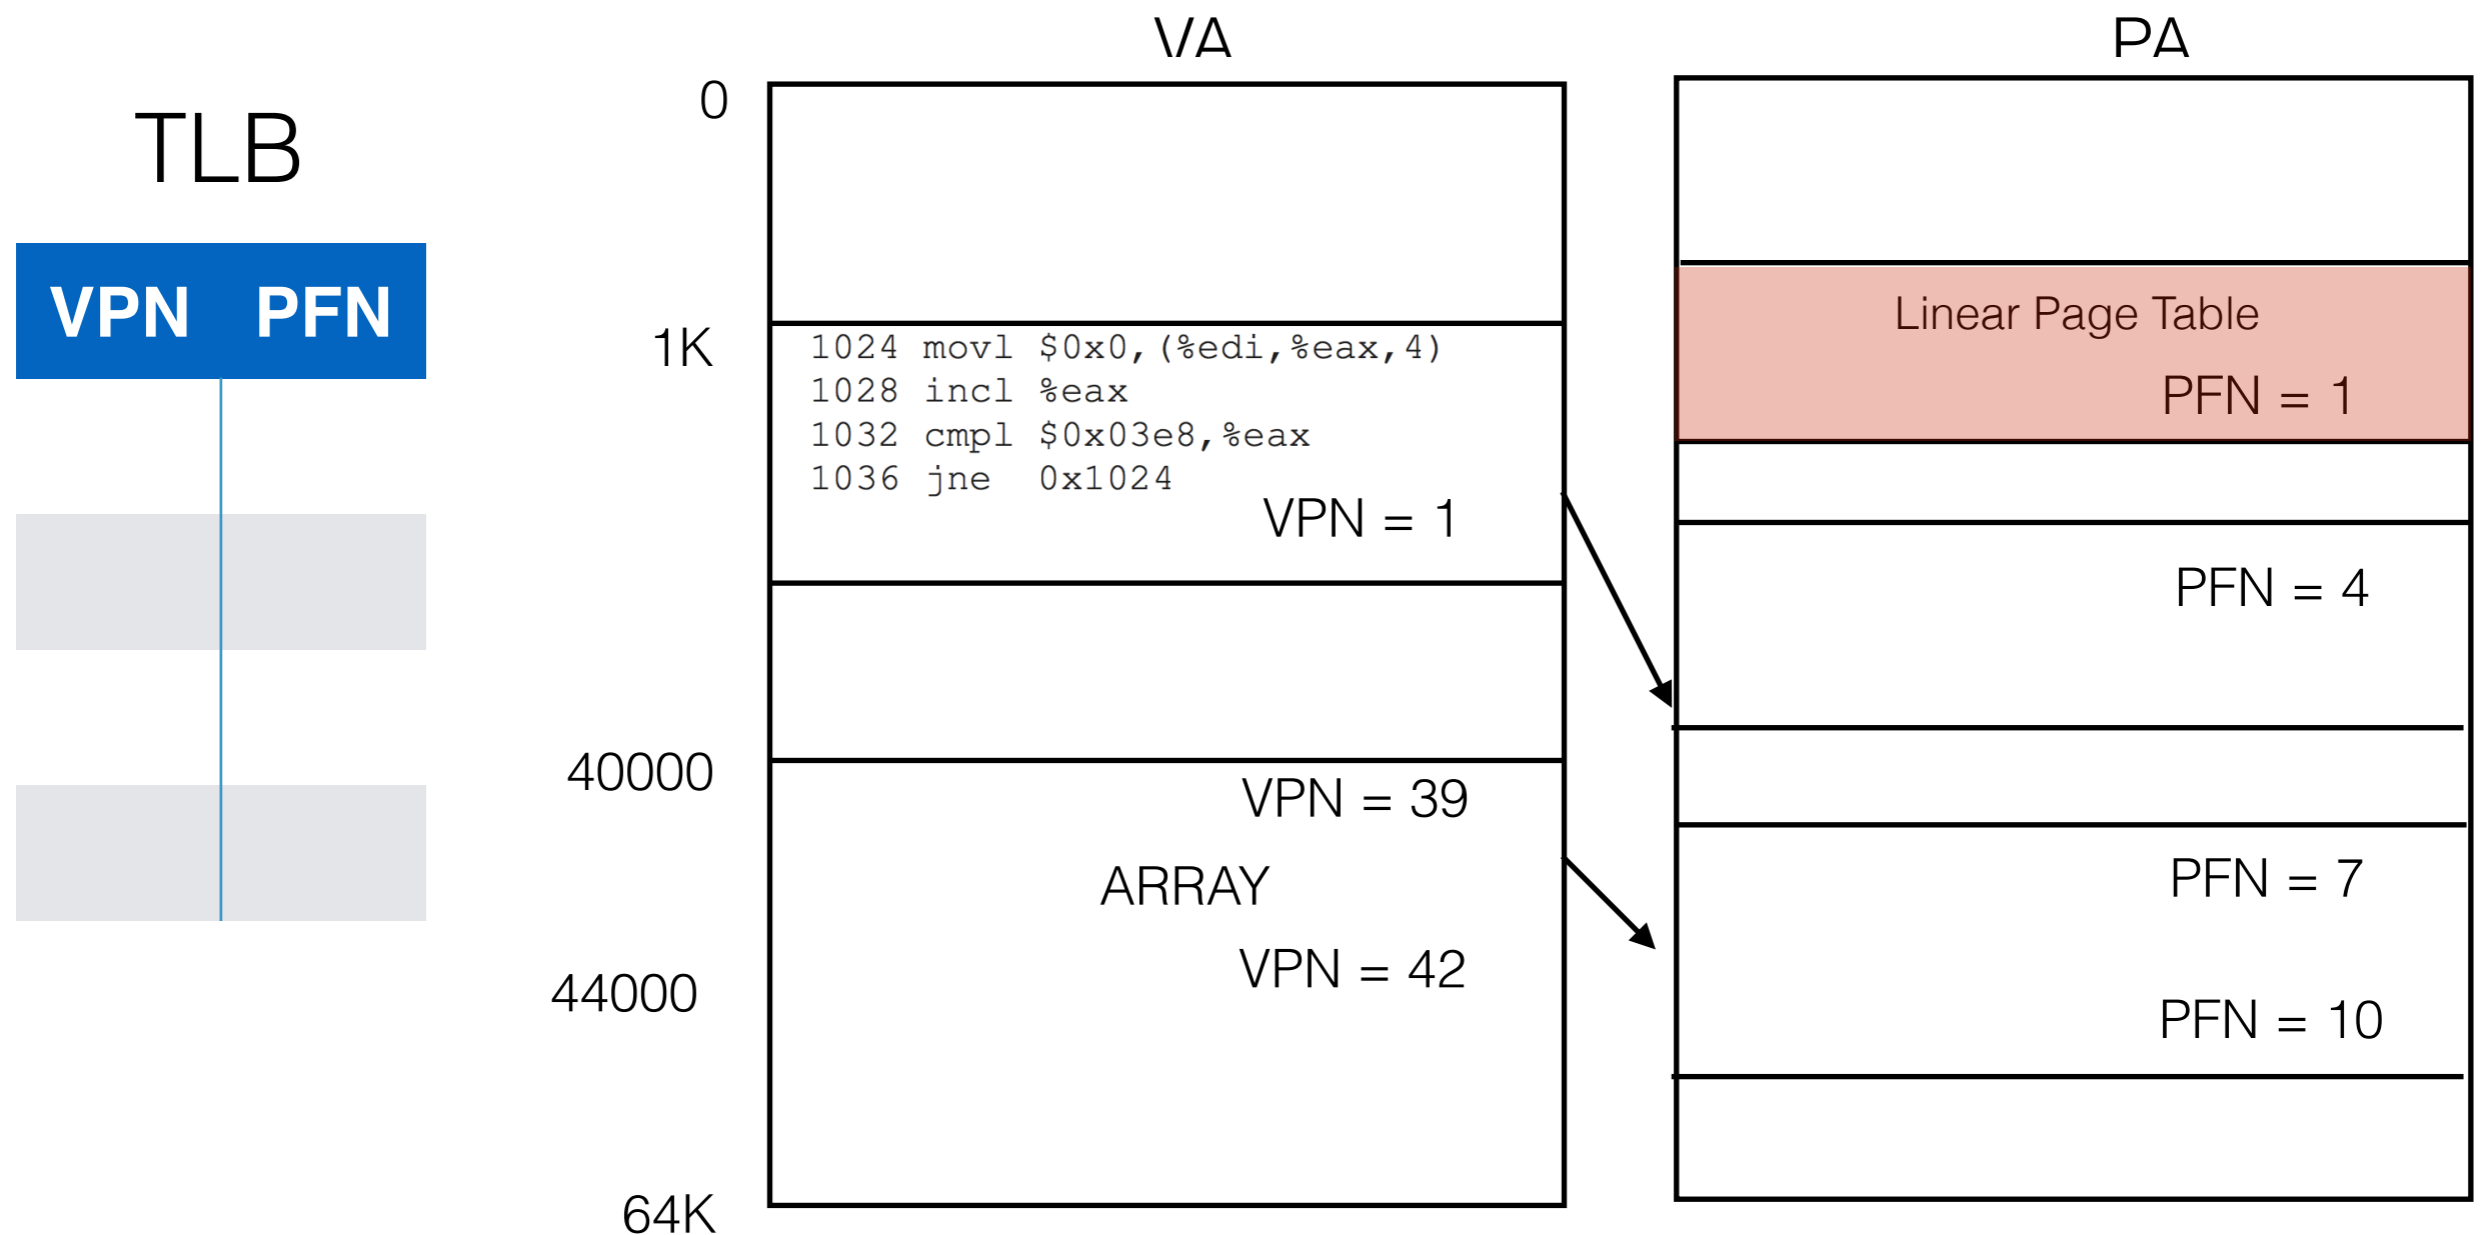 TLB
VPN PFN
VA
0
1K
1024 movl $0x0,(%edi,%eax,4)
1028 incl %eax
1032 cmpl $0x03e8,%eax
1036 jne 0x1024
VPN = 1
40000
VPN = 39
ARRAY
VPN = 42
44000
64K
PA
Linear Page Table
PFN = 1
PFN = 4
PFN = 7
PFN = 10